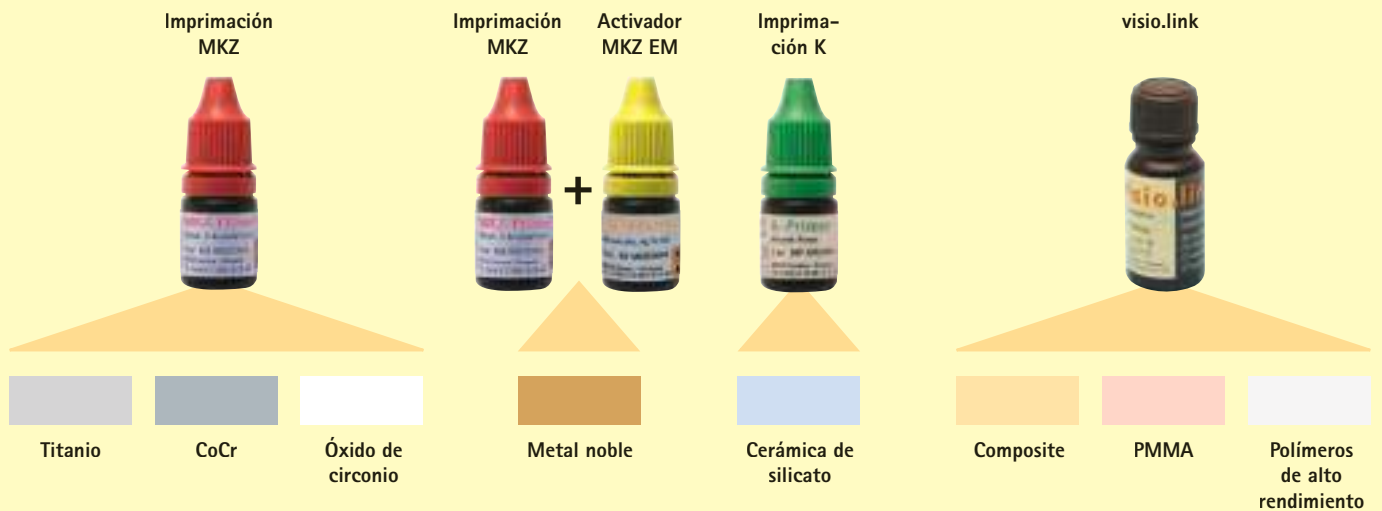 Imprimación
MKZ
Imprimación
MKZ
Activador
MKZ EM
Imprima-
ción K
visio.link
+
Titanio
CoCr
Óxido de
circonio
Metal noble
Cerámica de
silicato
Composite
PMMA
Polímeros
de alto
rendimiento